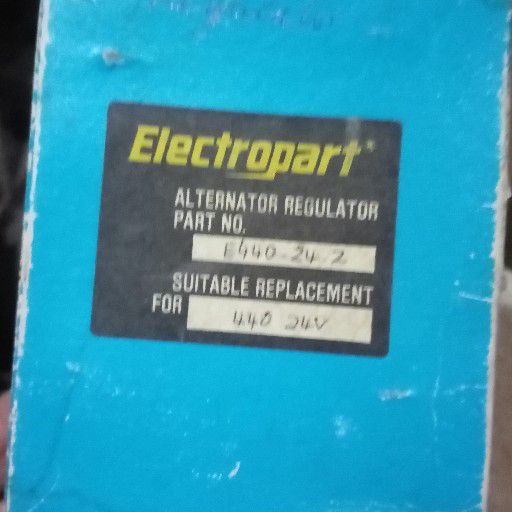 Electropart
ALTERNATOR REGULATOR
PART NO.
E440-24.2
SUITABLE REPLACEMENT
FOR
440 24V